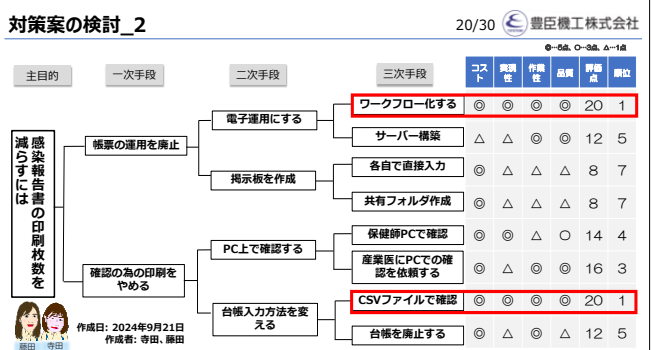 対策案の検討_2
20/30
豊臣機工株式会社
◎…5点、○…3点、△…1点
主目的 一次手段 二次手段 三次手段 コスト 実現性 作業性 品質 評価点 順位
感染報告書の印刷枚数を減らすには
帳票の運用を廃止
電子運用にする
ワークフロー化する ◎ ◎ ◎ ◎ 20 1
サーバー構築 △ △ ◎ ◎ 12 5
掲示板を作成
各自で直接入力 ◎ △ △ △ 8 7
共有フォルダ作成 ◎ △ △ △ 8 7
確認の為の印刷を
やめる
PC上で確認する
保健師PCで確認 ◎ ◎ △ ○ 14 4
産業医にPCでの確
認を依頼する ◎ △ ◎ ◎ 16 3
台帳入力方法を変
える
CSVファイルで確認 ◎ ◎ ◎ ◎ 20 1
台帳を廃止する ◎ △ ◎ △ 12 5
藤田 寺田
作成日: 2024年9月21日
作成者: 寺田、藤田